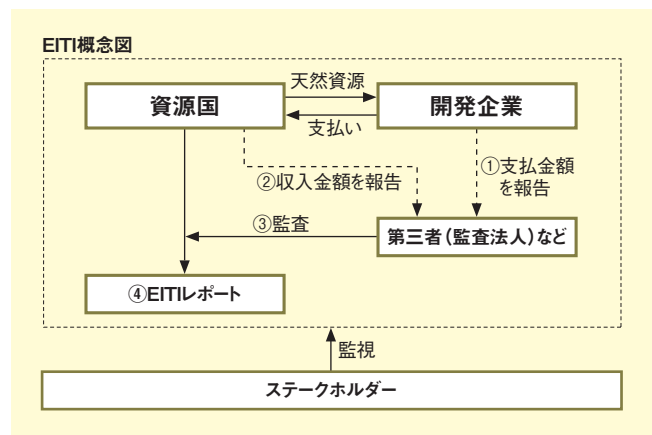 EITI概念図
資源国
天然資源
支払い
開発企業
①支払金額
を報告
②収入金額を報告
③監査
第三者（監査法人）など
④EITIレポート
監視
ステークホルダー